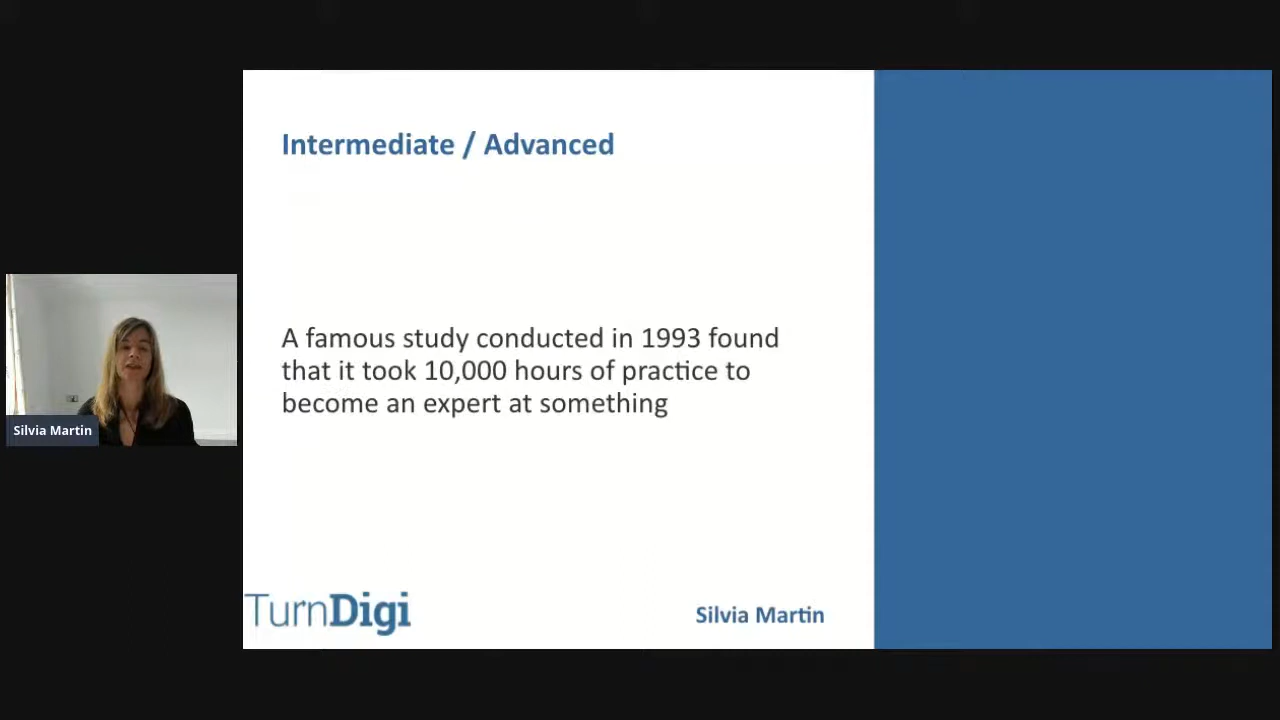 Intermediate / Advanced
A famous study conducted in 1993 found
that it took 10,000 hours of practice to
become an expert at something
Silvia Martin
TurnDigi
Silvia Martin